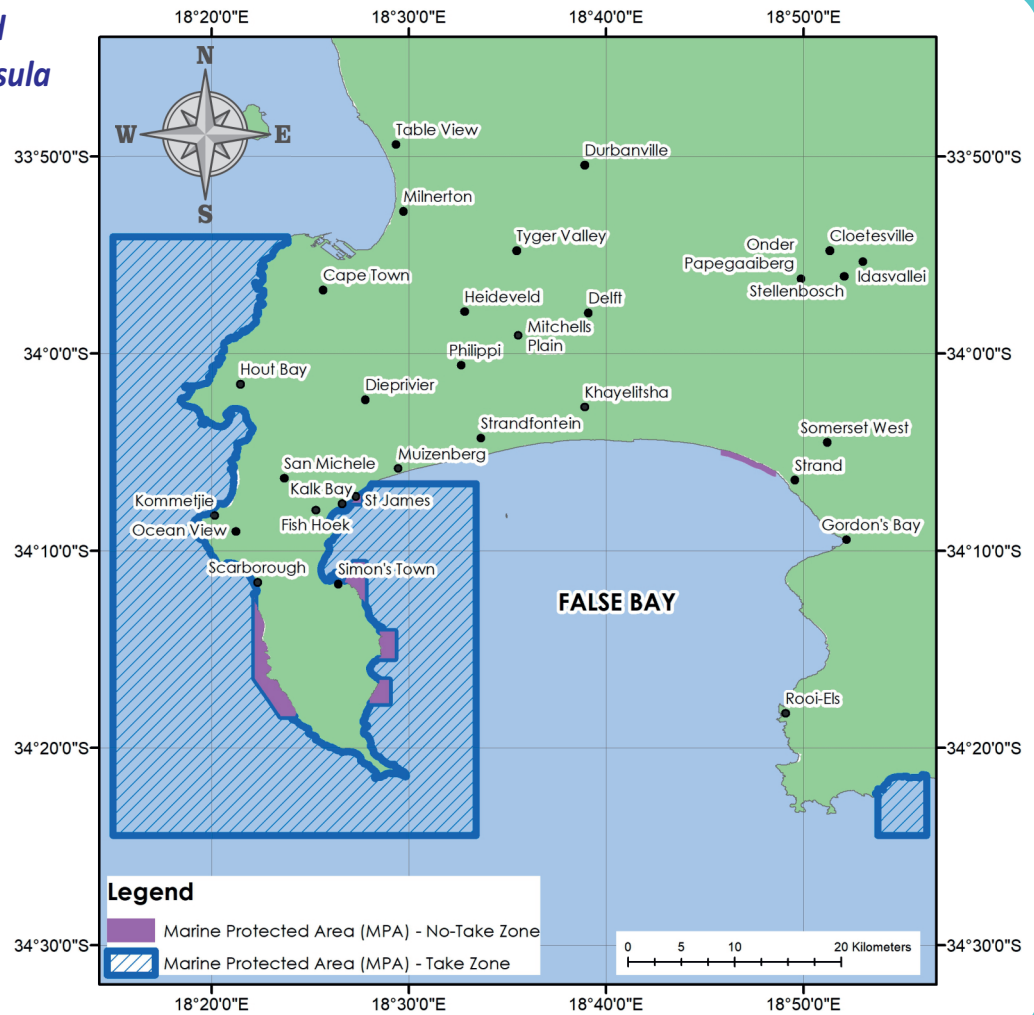 l
sula
18°20'0"E 18°30'0"E 18°40'0"E 18°50'0"E
N
W E
S
33°50'0"S 33°50'0"S
Table View
Durbanville
Milnerton
Tyger Valley
Cloetesville
Onder
Papegaaiberg
Idasvallei
Stellenbosch
Cape Town
Heideveld
Delft
Mitchells
Plain
34°0'0"S 34°0'0"S
Philippi
Hout Bay
Dieprivier
Khayelitsha
Strandfontein
Somerset West
Muizenberg
San Michele
Strand
Kalk Bay
St James
Kommetjie
Fish Hoek
Ocean View
Gordon's Bay
34°10'0"S 34°10'0"S
Scarborough
Simon's Town
FALSE BAY
Rooi-Els
34°20'0"S 34°20'0"S
Legend
Marine Protected Area (MPA) - No-Take Zone
Marine Protected Area (MPA) - Take Zone
0 5 10 20 Kilometers
34°30'0"S 34°30'0"S
18°20'0"E 18°30'0"E 18°40'0"E 18°50'0"E